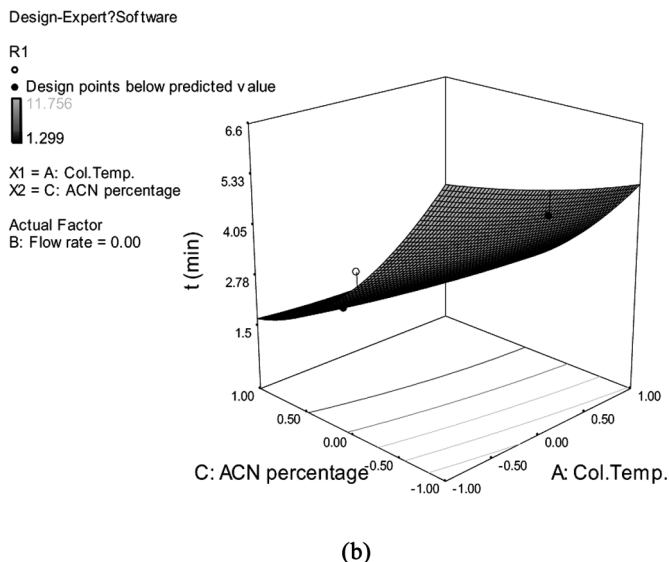 Design-Expert?Software
R1
Design points below predicted value
11.756
1.299
X1 = A: Col.Temp.
X2 = C: ACN percentage
Actual Factor
B: Flow rate = 0.00
6.6
5.33
4.05
2.78
1.5
t (min)
1.00
0.50
0.00
-0.50
-1.00
C: ACN percentage
-1.00
-0.50
0.00
0.50
1.00
A: Col.Temp.
(b)